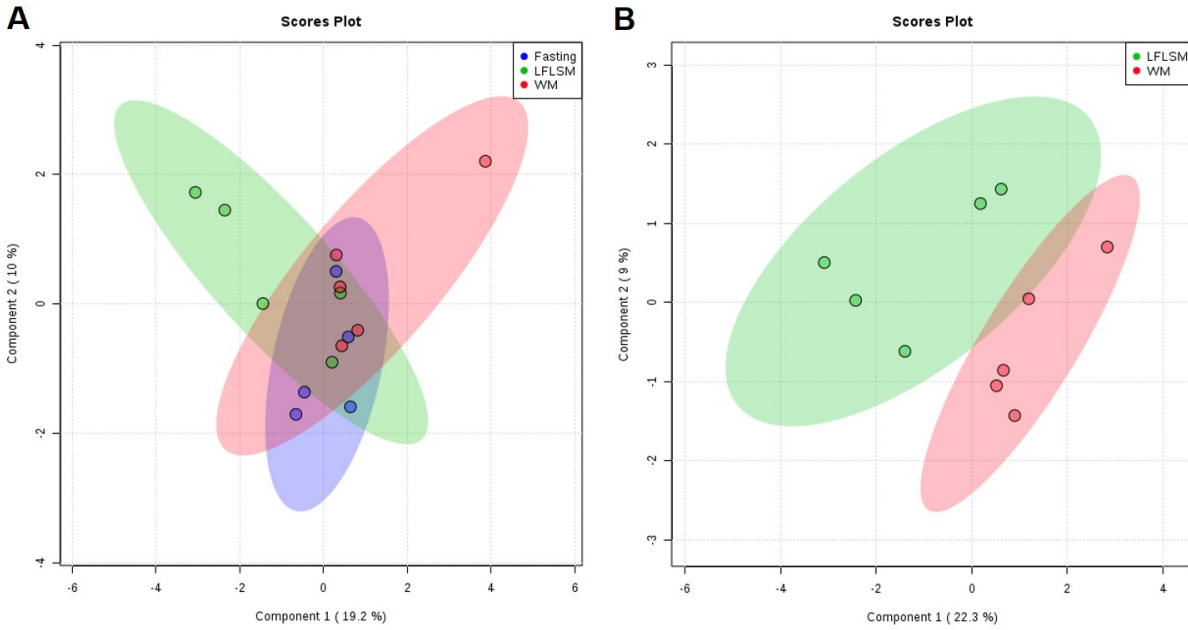 A
Scores Plot
Fasting
LFLSM
WM
Component 2 ( 10 %)
4
2
0
-2
-4
-6
-4
-2
0
2
4
6
Component 1 ( 19.2 %)
B
Scores Plot
LFLSM
WM
Component 2 ( 9 %)
3
2
1
0
-1
-2
-3
-6
-4
-2
0
2
4
Component 1 ( 22.3 %)